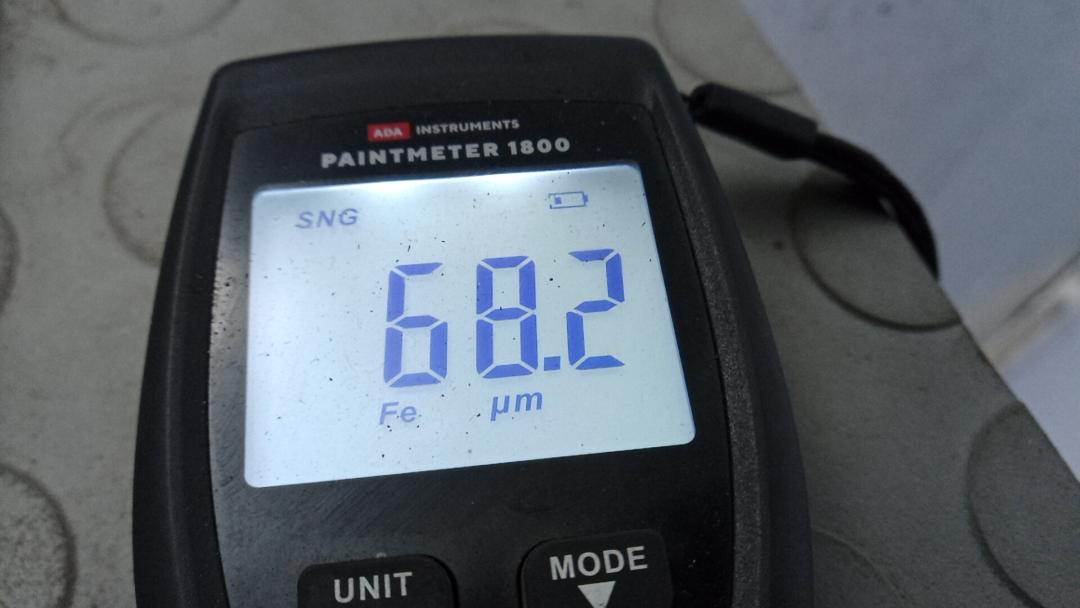 ADA INSTRUMENTS
PAINTMETER 1800
SNG
68.2
Fe µm
UNIT MODE